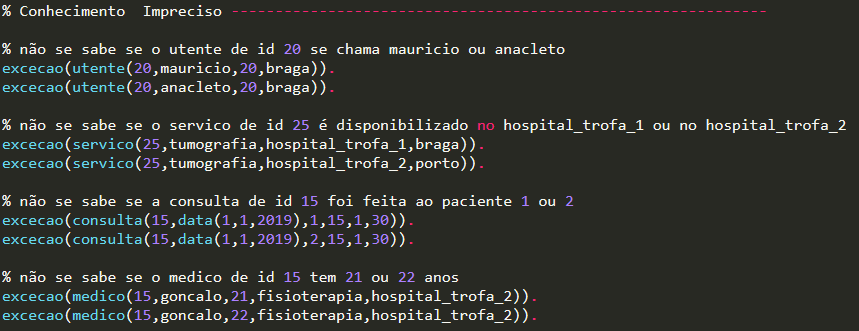 % Conhecimento  Impreciso -----------------------------------------------------------
% não se sabe se o utente de id 20 se chama mauricio ou anacleto
excecao(utente(20,mauricio,20,braga)).
excecao(utente(20,anacleto,20,braga)).
% não se sabe se o servico de id 25 é disponibilizado no hospital_trofa_1 ou no hospital_trofa_2
excecao(servico(25,tumografia,hospital_trofa_1,braga)).
excecao(servico(25,tumografia,hospital_trofa_2,porto)).
% não se sabe se a consulta de id 15 foi feita ao paciente 1 ou 2
excecao(consulta(15,data(1,1,2019),1,15,1,30)).
excecao(consulta(15,data(1,1,2019),2,15,1,30)).
% não se sabe se o medico de id 15 tem 21 ou 22 anos
excecao(medico(15,goncalo,21,fisioterapia,hospital_trofa_2)).
excecao(medico(15,goncalo,22,fisioterapia,hospital_trofa_2)).